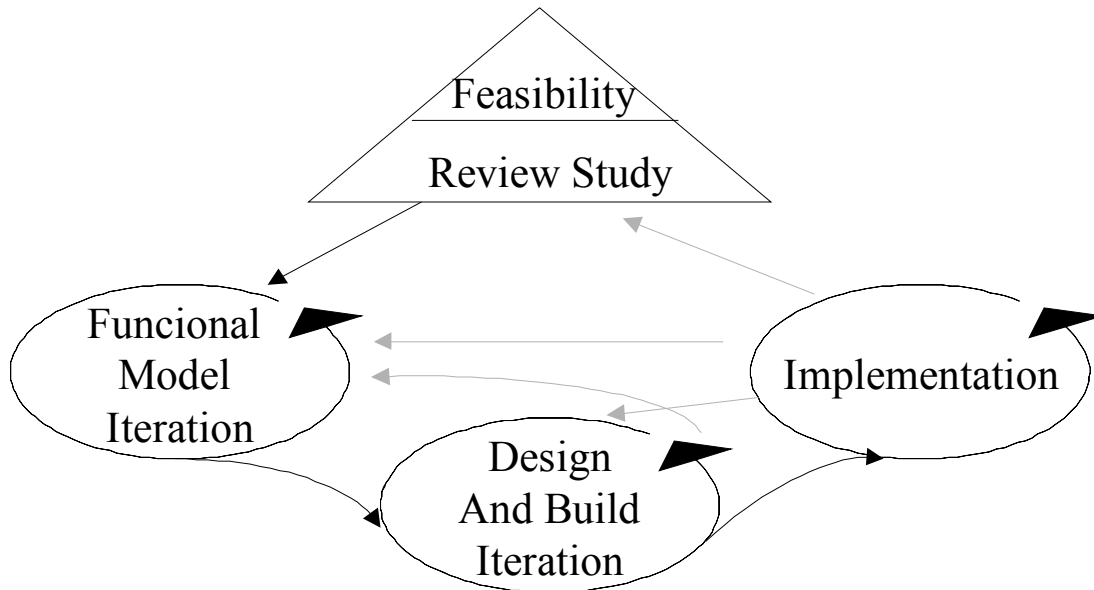 Feasibility
Review Study
Funcional
Model
Iteration
Implementation
Design
And Build
Iteration